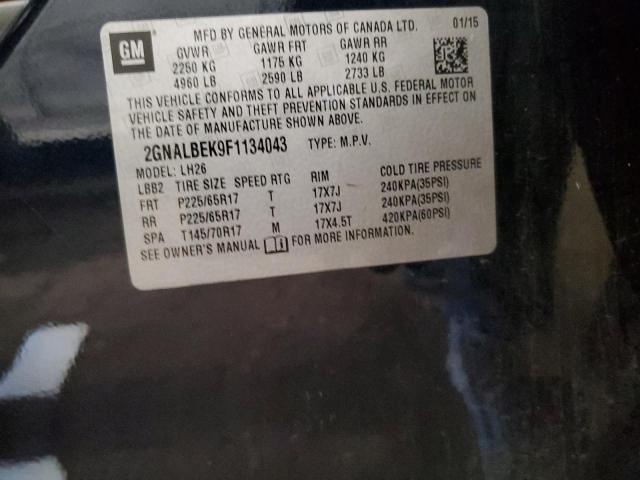 GM
MFD BY GENERAL MOTORS OF CANADA LTD. 01/15
GVWR GAWR FRT GAWR RR
2250 KG 1175 KG 1240 KG
4960 LB 2590 LB 2733 LB
THIS VEHICLE CONFORMS TO ALL APPLICABLE U.S. FEDERAL MOTOR
VEHICLE SAFETY AND THEFT PREVENTION STANDARDS IN EFFECT ON
THE DATE OF MANUFACTURE SHOWN ABOVE.
2GNALBEK9F1134043 TYPE: M.P.V.
MODEL: LH26
LBB2 TIRE SIZE SPEED RTG RIM COLD TIRE PRESSURE
FRT P225/65R17 T 17X7J 240KPA(35PSI)
RR P225/65R17 T 17X7J 240KPA(35PSI)
SPA T145/70R17 M 17X4.5T 420KPA(60PSI)
SEE OWNER'S MANUAL FOR MORE INFORMATION.